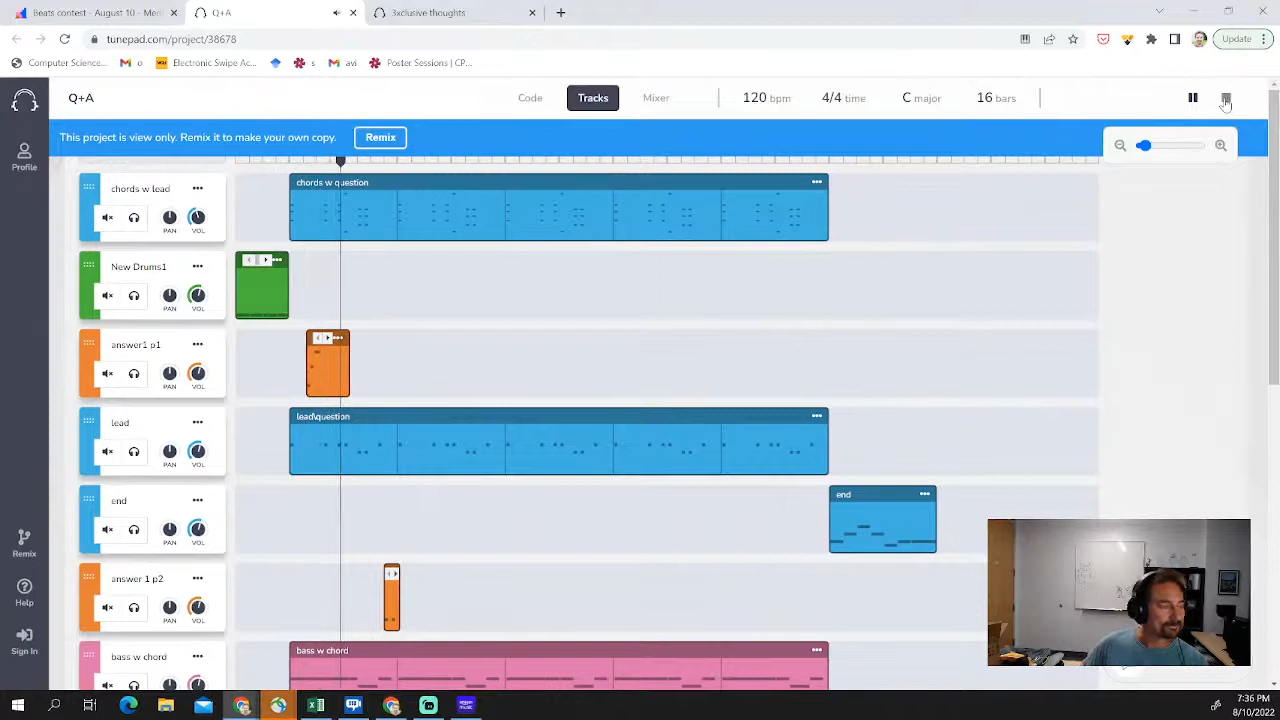 Beats contest - August 10 - Mem
Q+A
3xclusive thoughts
tunepad.com/project/38678
Update
Computer Science...
o
Electronic Swipe Ac...
s
avi
Poster Sessions | CP...
Q+A
Code
Tracks
Mixer
120 bpm
4/4 time
C major
16 bars
This project is view only. Remix it to make your own copy.
Remix
Profile
chords w lead
PAN
VOL
chords w question
New Drums1
PAN
VOL
answer1 p1
PAN
VOL
lead
PAN
VOL
lead\question
end
PAN
VOL
end
answer 1 p2
PAN
VOL
bass w chord
bass w chord
Remix
Help
Sign In
7:36 PM
8/10/2022